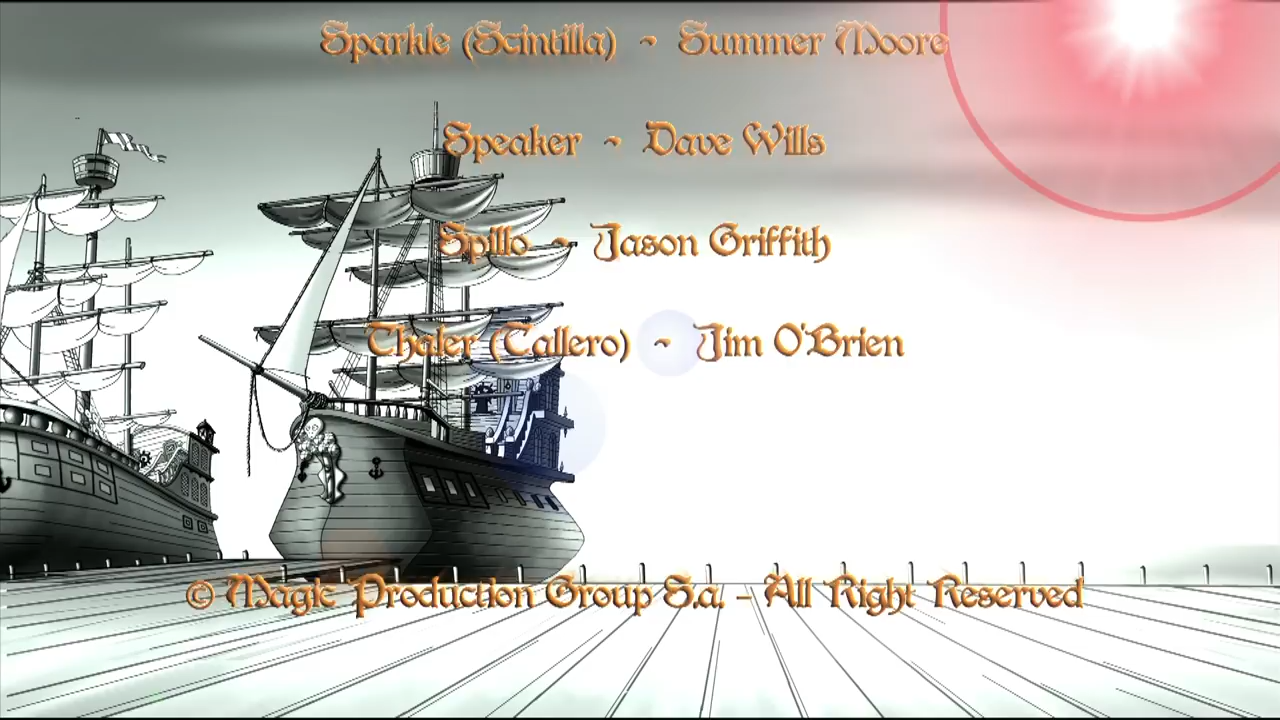 Sparkle (Scintilla) ~ Summer Moore
Speaker ~ Dave Wills
Spillo ~ Jason Griffith
Thaler (Tallero) ~ Jim O'Brien
© Magic Production Group S.a. - All Right Reserved